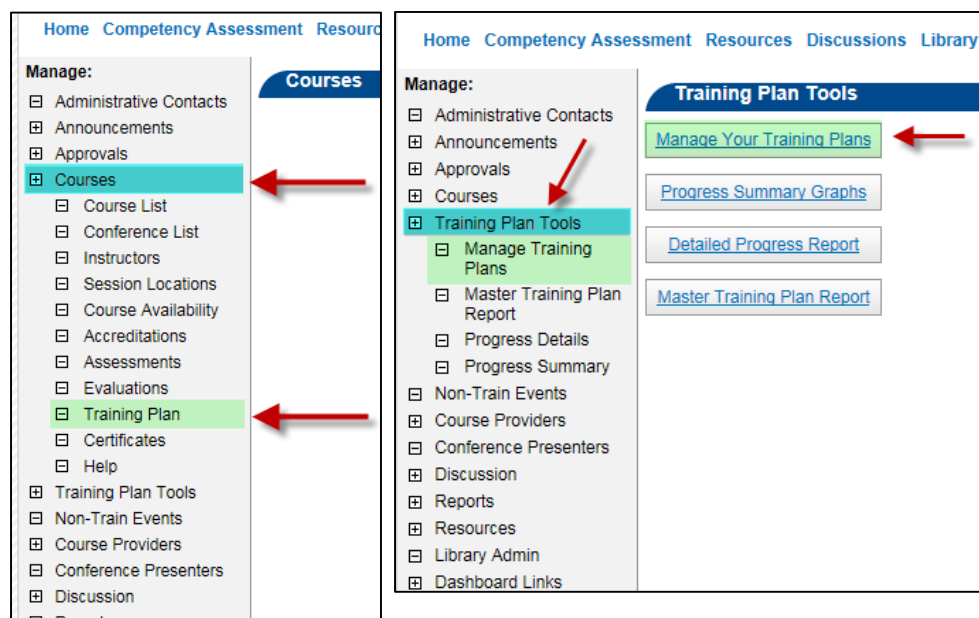 Home Competency Assessment Resourc
Manage:
Courses
Administrative Contacts
Announcements
Approvals
Courses
Course List
Conference List
Instructors
Session Locations
Course Availability
Accreditations
Assessments
Evaluations
Training Plan
Certificates
Help
Training Plan Tools
Non-Train Events
Course Providers
Conference Presenters
Discussion
Home Competency Assessment Resources Discussions Library
Manage:
Training Plan Tools
Administrative Contacts
Announcements
Approvals
Courses
Training Plan Tools
Manage Training
Plans
Master Training Plan
Report
Progress Details
Progress Summary
Non-Train Events
Course Providers
Conference Presenters
Discussion
Reports
Resources
Library Admin
Dashboard Links
Manage Your Training Plans
Progress Summary Graphs
Detailed Progress Report
Master Training Plan Report